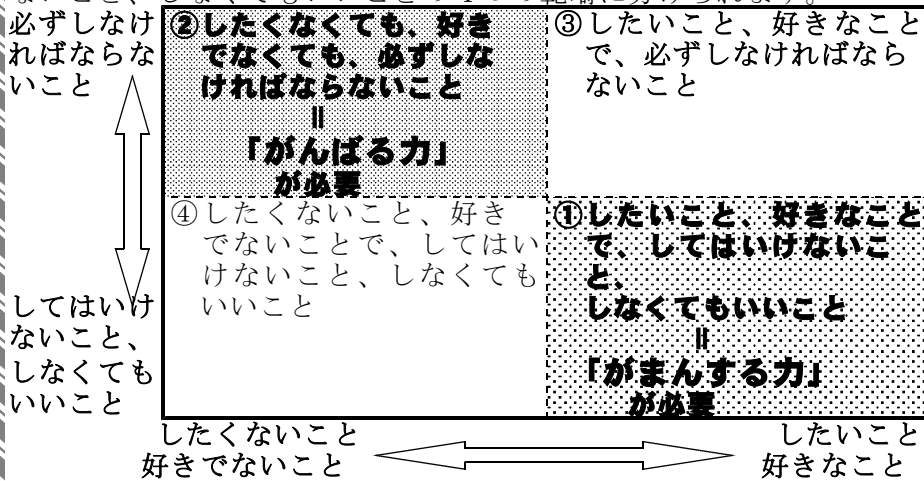 必ずしなけ
ればならな
いこと
②したくなくても、好き
でなくても、必ずしな
ければならないこと
＝
「がんばる力」
が必要
③したいこと、好きなこと
で、必ずしなければなら
ないこと
④したくないこと、好き
でないことで、してはい
けないこと、しなくても
いいこと
①したいこと、好きなこと
で、してはいけないこ
と、
しなくてもいいこと
＝
「がまんする力」
が必要
してはいけ
ないこと、
しなくても
いいこと
したくないこと
好きでないこと
したいこと
好きなこと